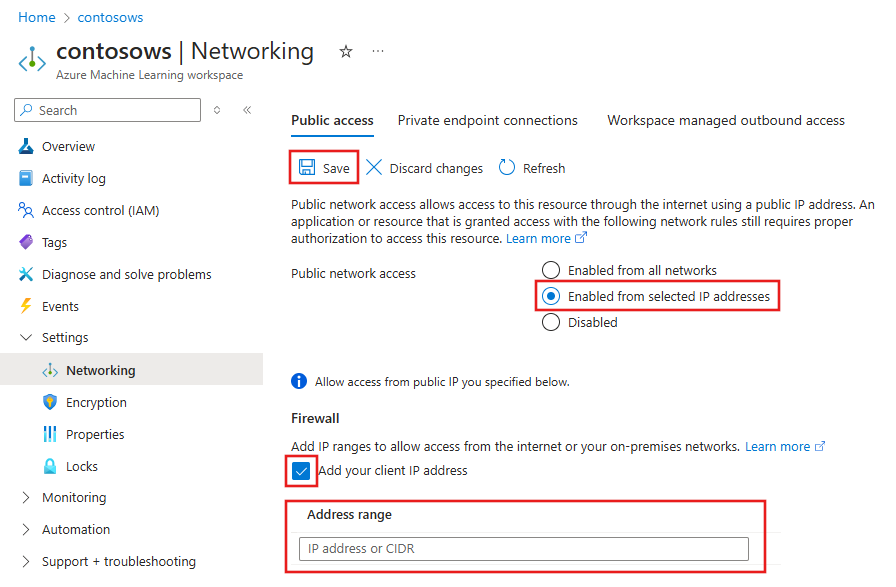 Home > contosows
contosows | Networking
Azure Machine Learning workspace
Search
Overview
Activity log
Access control (IAM)
Tags
Diagnose and solve problems
Events
Settings
Networking
Encryption
Properties
Locks
Monitoring
Automation
Support + troubleshooting
Public access Private endpoint connections Workspace managed outbound access
Save Discard changes Refresh
Public network access allows access to this resource through the internet using a public IP address. An
application or resource that is granted access with the following network rules still requires proper
authorization to access this resource. Learn more
Public network access
Enabled from all networks
Enabled from selected IP addresses
Disabled
Allow access from public IP you specified below.
Firewall
Add IP ranges to allow access from the internet or your on-premises networks. Learn more
Add your client IP address
Address range
IP address or CIDR